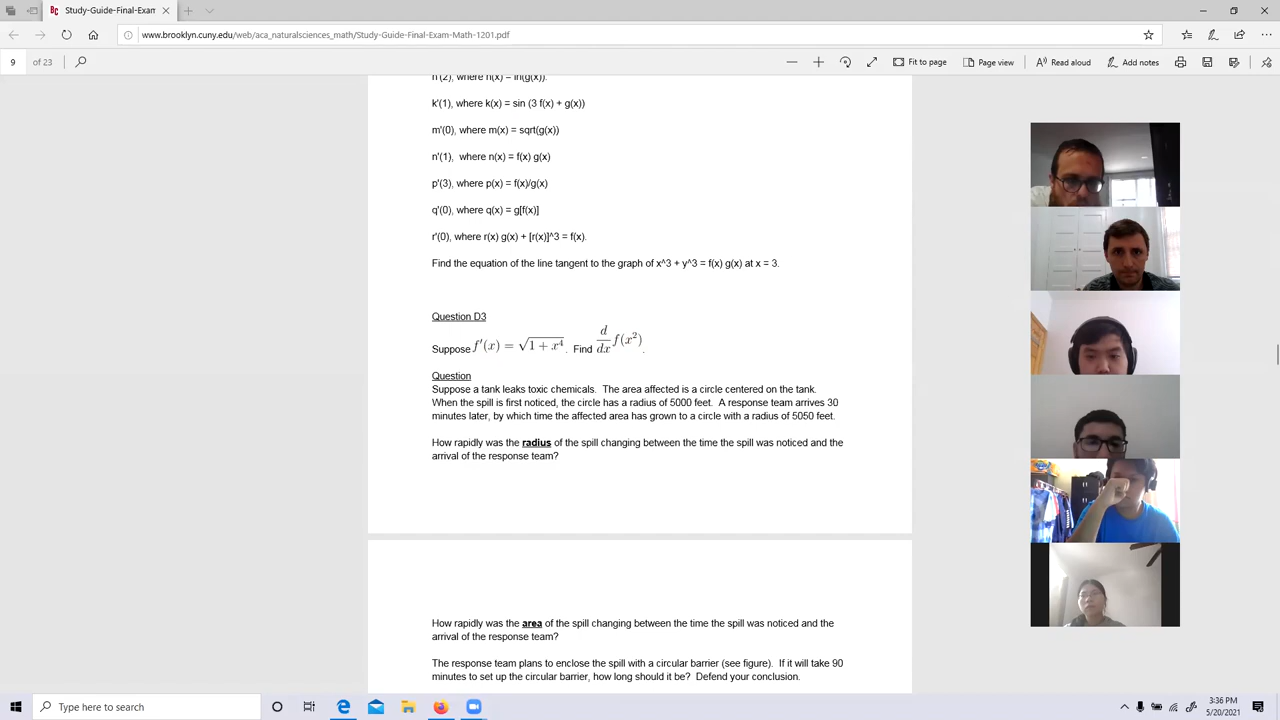 Study-Guide-Final-Exam
www.brooklyn.cuny.edu/web/aca_naturalsciences_math/Study-Guide-Final-Exam-Math-1201.pdf
9 of 23
Fit to page
Page view
Read aloud
Add notes
h'(2), where h(x) = ln(g(x)).
k'(1), where k(x) = sin (3 f(x) + g(x))
m'(0), where m(x) = sqrt(g(x))
n'(1), where n(x) = f(x) g(x)
p'(3), where p(x) = f(x)/g(x)
q'(0), where q(x) = g[f(x)]
r'(0), where r(x) g(x) + [r(x)]^3 = f(x).
Find the equation of the line tangent to the graph of x^3 + y^3 = f(x) g(x) at x = 3.
Question D3
Suppose f'(x) = √1 + x⁴. Find d/dx f(x²).
Question
Suppose a tank leaks toxic chemicals. The area affected is a circle centered on the tank.
When the spill is first noticed, the circle has a radius of 5000 feet. A response team arrives 30
minutes later, by which time the affected area has grown to a circle with a radius of 5050 feet.
How rapidly was the radius of the spill changing between the time the spill was noticed and the
arrival of the response team?
How rapidly was the area of the spill changing between the time the spill was noticed and the
arrival of the response team?
The response team plans to enclose the spill with a circular barrier (see figure). If it will take 90
minutes to set up the circular barrier, how long should it be? Defend your conclusion.
Type here to search
3:36 PM
5/20/2021